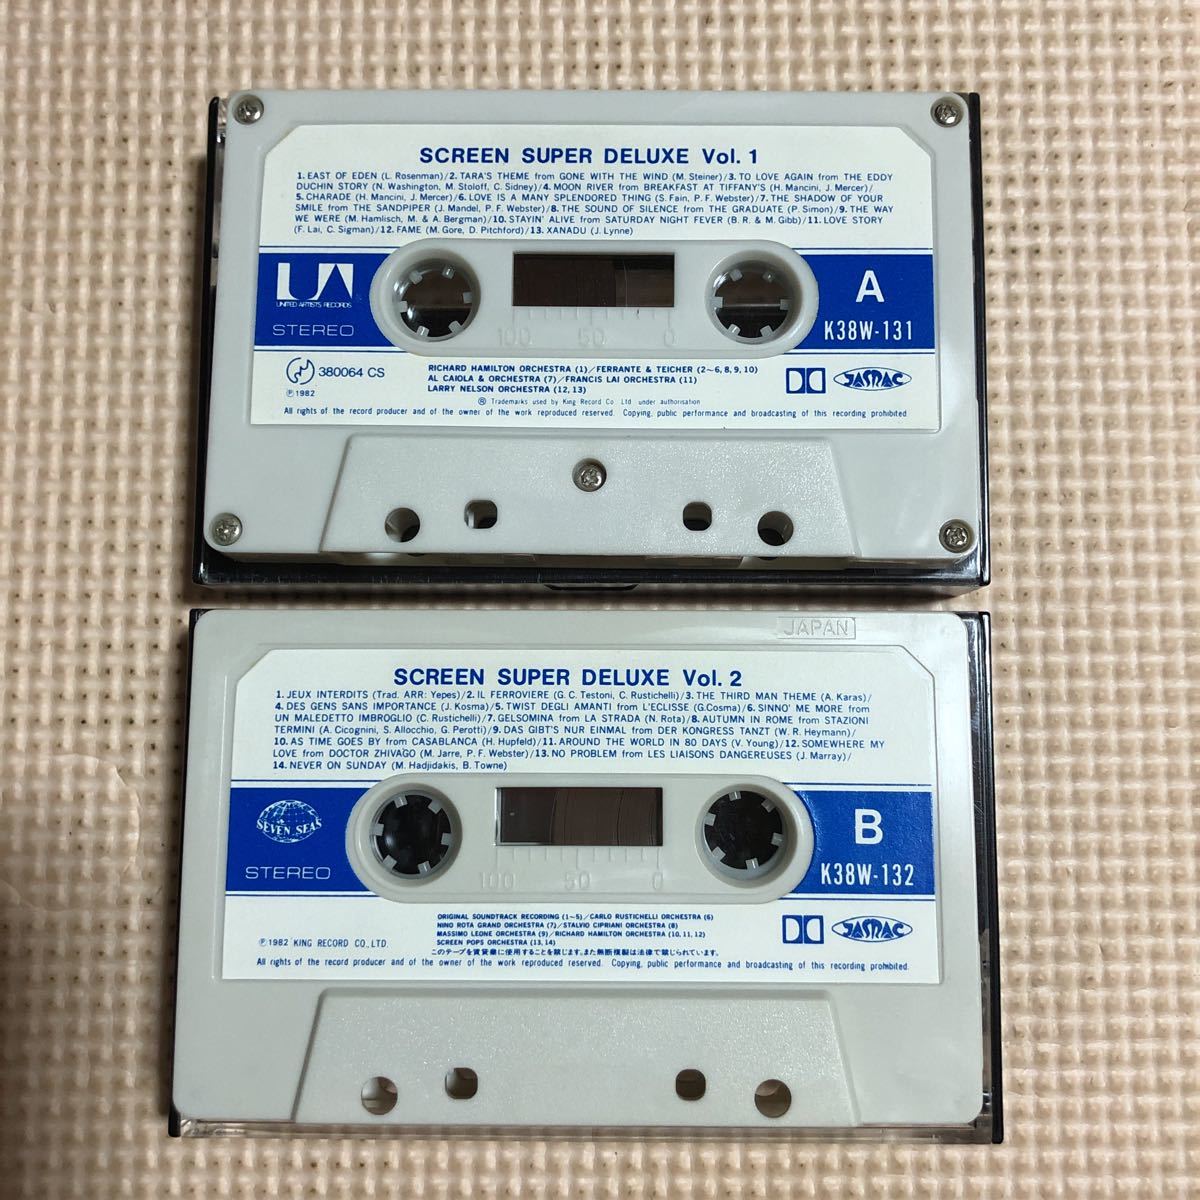 SCREEN SUPER DELUXE Vol. 1
1. EAST OF EDEN (L. Rosenman)/2. TARA'S THEME from GONE WITH THE WIND (M. Steiner)/3. TO LOVE AGAIN from THE EDDY
DUCHIN STORY (N. Washington, M. Stoloff, C. Sidney)/4. MOON RIVER from BREAKFAST AT TIFFANY'S (H. Mancini, J. Mercer)/
5. CHARADE (H. Mancini, J. Mercer)/6. LOVE IS A MANY SPLENDORED THING (S. Fain, P. F. Webster)/7. THE SHADOW OF YOUR
SMILE from THE SANDPIPER (J. Mandel, P. F. Webster)/8. THE SOUND OF SILENCE from THE GRADUATE (P. Simon)/9. THE WAY
WE WERE (M. Hamlisch, M. & A. Bergman)/10. STAYIN' ALIVE from SATURDAY NIGHT FEVER (B. R. & M. Gibb)/11. LOVE STORY
(F. Lai, C. Sigman)/12. FAME (M. Gore, D. Pitchford)/13. XANADU (J. Lynne)
UA
UNITED ARTISTS RECORDS
STEREO
A
K38W-131
100 50 0
380064 CS
℗1982
RICHARD HAMILTON ORCHESTRA (1)/FERRANTE & TEICHER (2~6, 8, 9, 10)
AL CAIOLA & ORCHESTRA (7)/FRANCIS LAI ORCHESTRA (11)
LARRY NELSON ORCHESTRA (12, 13)
JASRAC
Ⓡ Trademarks used by King Record Co. Ltd. under authorisation
All rights of the record producer and of the owner of the work reproduced reserved. Copying, public performance and broadcasting of this recording prohibited
JAPAN
SCREEN SUPER DELUXE Vol. 2
1. JEUX INTERDITS (Trad. ARR: Yepes)/2. IL FERROVIERE (G. C. Testoni, C. Rustichelli)/3. THE THIRD MAN THEME (A. Karas)/
4. DES GENS SANS IMPORTANCE (J. Kosma)/5. TWIST DEGLI AMANTI from L'ECLISSE (G.Cosma)/6. SINNO' ME MORE from
UN MALEDETTO IMBROGLIO (C. Rustichelli)/7. GELSOMINA from LA STRADA (N. Rota)/8. AUTUMN IN ROME from STAZIONI
TERMINI (A. Cicognini, S. Allocchio, G. Perotti)/9. DAS GIBT'S NUR EINMAL from DER KONGRESS TANZT (W. R. Heymann)/
10. AS TIME GOES BY from CASABLANCA (H. Hupfeld)/11. AROUND THE WORLD IN 80 DAYS (V. Young)/12. SOMEWHERE MY
LOVE from DOCTOR ZHIVAGO (M. Jarre, P. F. Webster)/13. NO PROBLEM from LES LIAISONS DANGEREUSES (J. Marray)/
14. NEVER ON SUNDAY (M. Hadjidakis, B. Towne)
SEVEN SEAS
STEREO
B
K38W-132
100 50 0
ORIGINAL SOUNDTRACK RECORDING (1~5)/CARLO RUSTICHELLI ORCHESTRA (6)
NINO ROTA GRAND ORCHESTRA (7)/STALVIO CIPRIANI ORCHESTRA (8)
MASSIMO LEONE ORCHESTRA (9)/RICHARD HAMILTON ORCHESTRA (10, 11, 12)
SCREEN POPS ORCHESTRA (13, 14)
JASRAC
℗1982 KING RECORD CO., LTD.
このテープを賃貸業に使用することを禁じます。また無断複製は法律で禁じられています。
All rights of the record producer and of the owner of the work reproduced reserved. Copying, public performance and broadcasting of this recording prohibited.